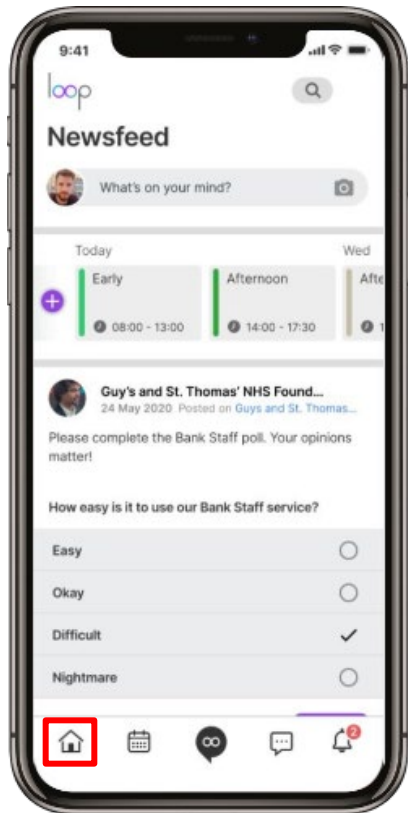 9:41
loop
Newsfeed
What's on your mind?
Today Wed
Early Afternoon Afte
08:00 - 13:00 14:00 - 17:30 1
Guy's and St. Thomas' NHS Found...
24 May 2020 Posted on Guys and St. Thomas...
Please complete the Bank Staff poll. Your opinions
matter!
How easy is it to use our Bank Staff service?
Easy
Okay
Difficult
Nightmare
2